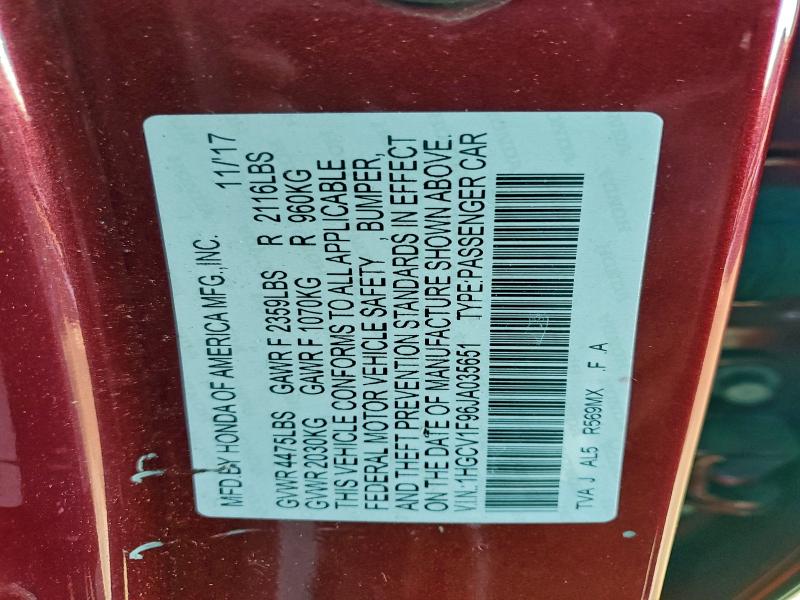 MFD. BY HONDA OF AMERICA MFG., INC. 11/'17
GVWR 4475LBS GAWR F 2359LBS R 2116LBS
GVWR 2030KG GAWR F 1070KG R 960KG
THIS VEHICLE CONFORMS TO ALL APPLICABLE
FEDERAL MOTOR VEHICLE SAFETY , BUMPER,
AND THEFT PREVENTION STANDARDS IN EFFECT
ON THE DATE OF MANUFACTURE SHOWN ABOVE.
V.I.N.:1HGCV1F96JA035651 TYPE:PASSENGER CAR
TVA J AL5 R569MX .F .A